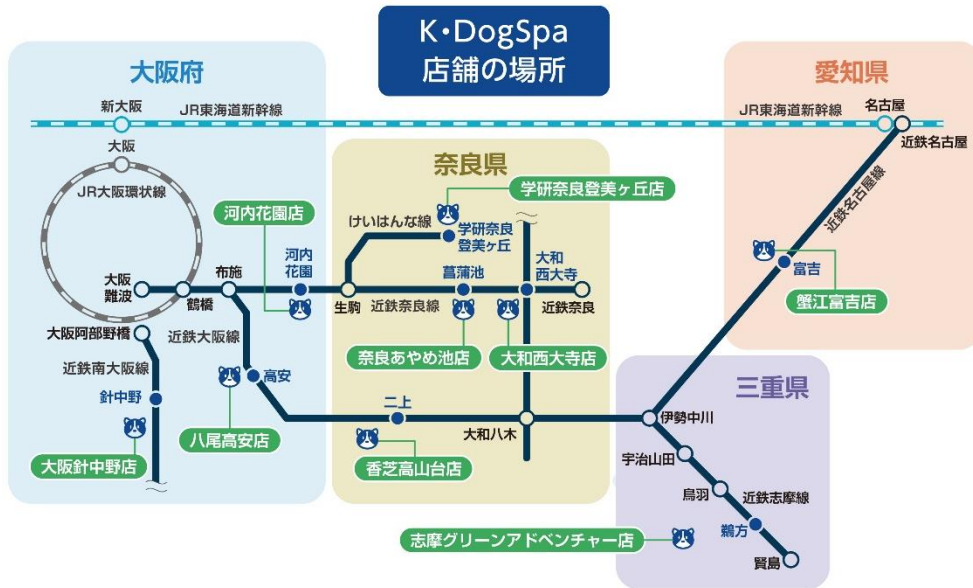 K・DogSpa
店舗の場所
大阪府
愛知県
新大阪
JR東海道新幹線
JR東海道新幹線
名古屋
近鉄名古屋
大阪
JR大阪環状線
奈良県
学研奈良登美ヶ丘店
河内花園店
けいはんな線
学研奈良
登美ヶ丘
近鉄名古屋線
河内
花園
大和
西大寺
富吉
蟹江富吉店
大阪
難波
鶴橋
布施
生駒
近鉄奈良線
菖蒲池
近鉄奈良
大阪阿部野橋
近鉄大阪線
奈良あやめ池店
大和西大寺店
近鉄南大阪線
高安
三重県
針中野
二上
大和八木
伊勢中川
八尾高安店
大阪針中野店
香芝高山台店
宇治山田
鳥羽
近鉄志摩線
鵜方
志摩グリーンアドベンチャー店
賢島